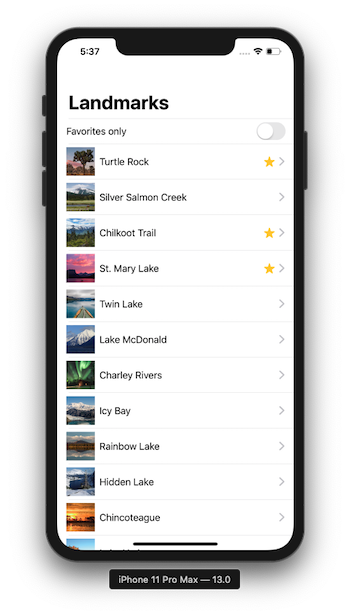 5:37
Landmarks
Favorites only
Turtle Rock
Silver Salmon Creek
Chilkoot Trail
St. Mary Lake
Twin Lake
Lake McDonald
Charley Rivers
Icy Bay
Rainbow Lake
Hidden Lake
Chincoteague
iPhone 11 Pro Max — 13.0